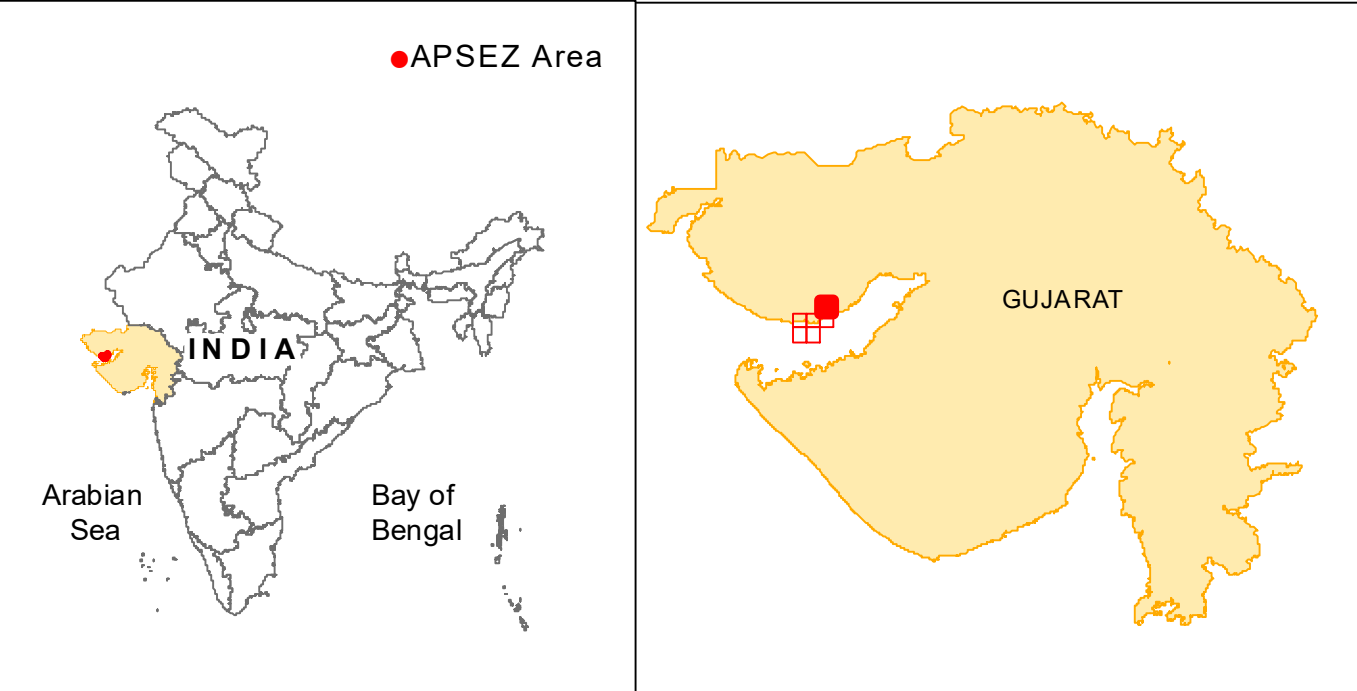 APSEZ Area
INDIA
Arabian
Sea
Bay of
Bengal
GUJARAT